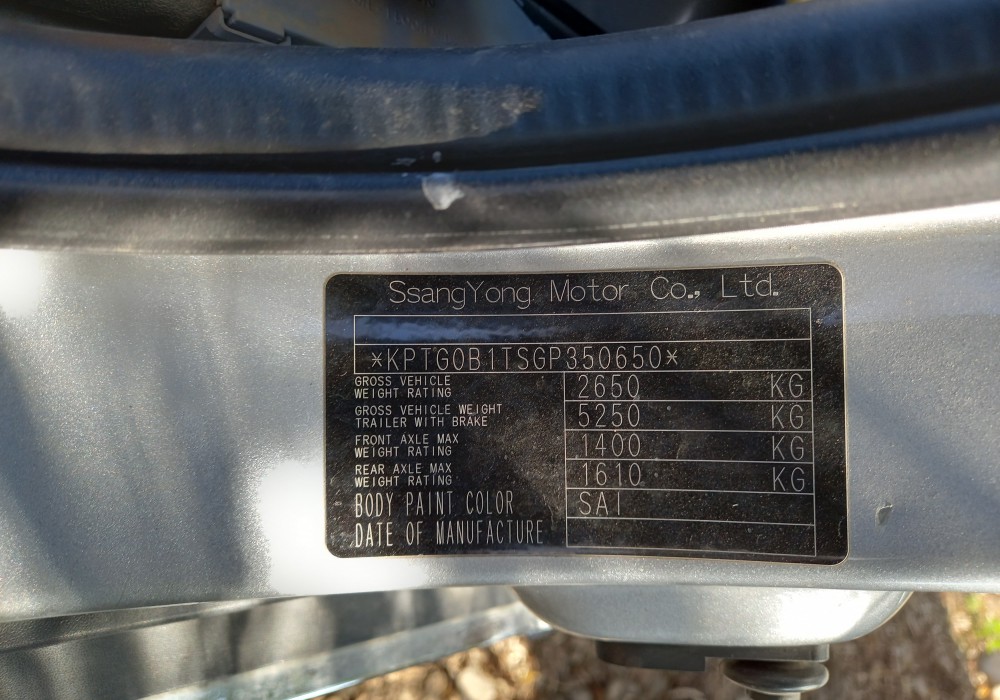 SsangYong Motor Co., Ltd.
*KPTG0B1TSGP350650*
GROSS VEHICLE
WEIGHT RATING 2650 KG
GROSS VEHICLE WEIGHT
TRAILER WITH BRAKE 5250 KG
FRONT AXLE MAX
WEIGHT RATING 1400 KG
REAR AXLE MAX
WEIGHT RATING 1610 KG
BODY PAINT COLOR SAI
DATE OF MANUFACTURE